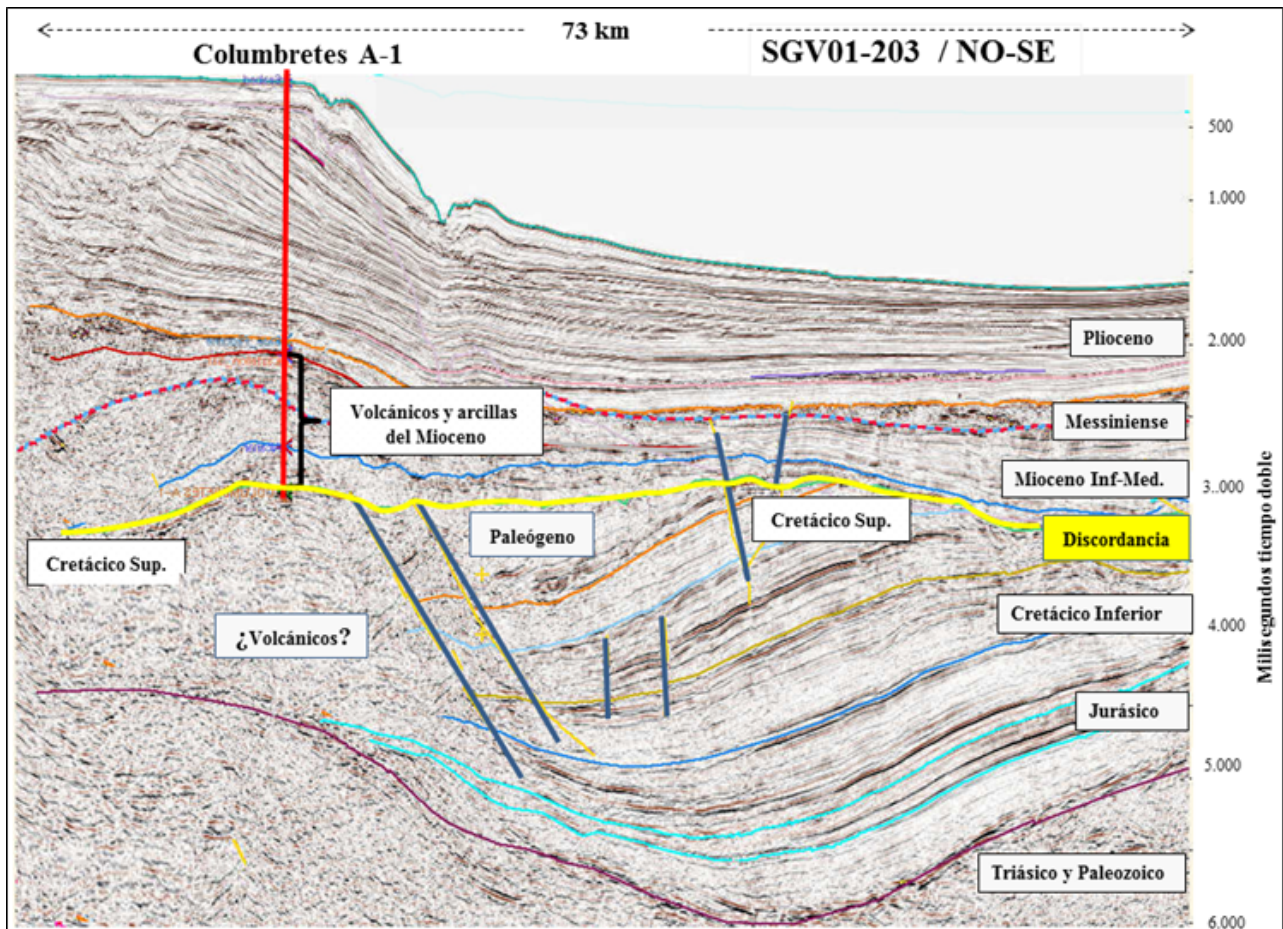 73 km
Columbretes A-1
SGV01-203 / NO-SE
500
1.000
Plioceno
2.000
Volcánicos y arcillas
del Mioceno
Messiniense
Mioceno Inf-Med.
3..000
Paleógeno
Cretácico Sup.
Discordancia
Cretácico Sup.
Cretácico Inferior
¿Volcánicos?
4.000
Milisegundos tiempo doble
Jurásico
5.000
Triásico y Paleozoico
6.000